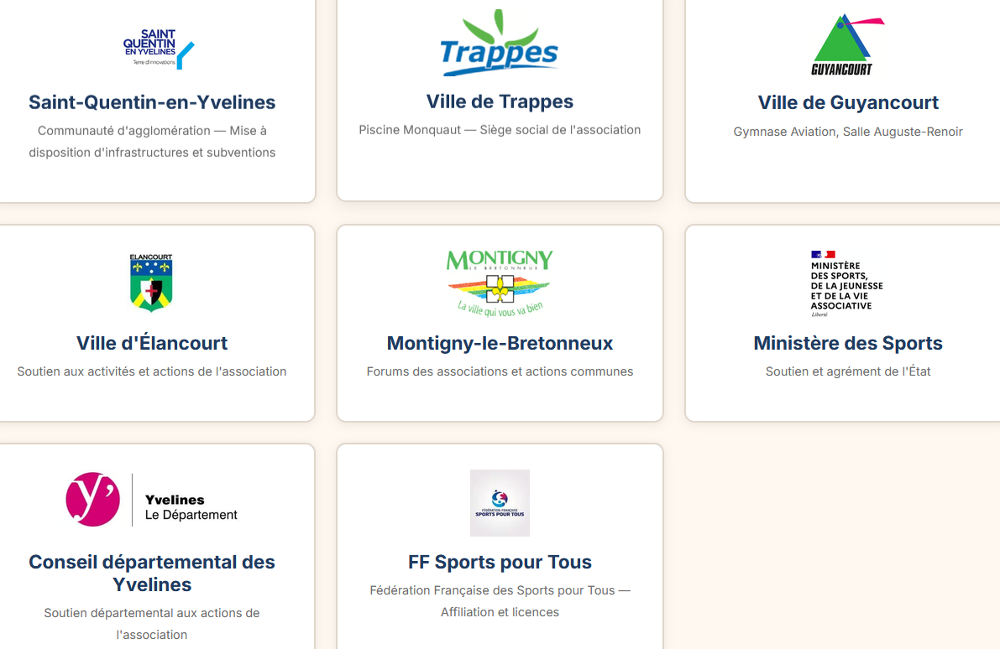 SAINT
QUENTIN
EN YVELINES
Terre d'innovations
Saint-Quentin-en-Yvelines
Communauté d'agglomération — Mise à
disposition d'infrastructures et subventions
Trappes
Ville de Trappes
Piscine Monquaut — Siège social de l'association
GUYANCOURT
Ville de Guyancourt
Gymnase Aviation, Salle Auguste-Renoir
ELANCOURT
Ville d'Élancourt
Soutien aux activités et actions de l'association
MONTIGNY
LE BRETONNEUX
La ville qui vous va bien
Montigny-le-Bretonneux
Forums des associations et actions communes
MINISTÈRE
DES SPORTS,
DE LA JEUNESSE
ET DE LA VIE
ASSOCIATIVE
Liberté
Ministère des Sports
Soutien et agrément de l'État
y'
Yvelines
Le Département
Conseil départemental des
Yvelines
Soutien départemental aux actions de
l'association
FÉDÉRATION FRANÇAISE
SPORTS POUR TOUS
FF Sports pour Tous
Fédération Française des Sports pour Tous —
Affiliation et licences